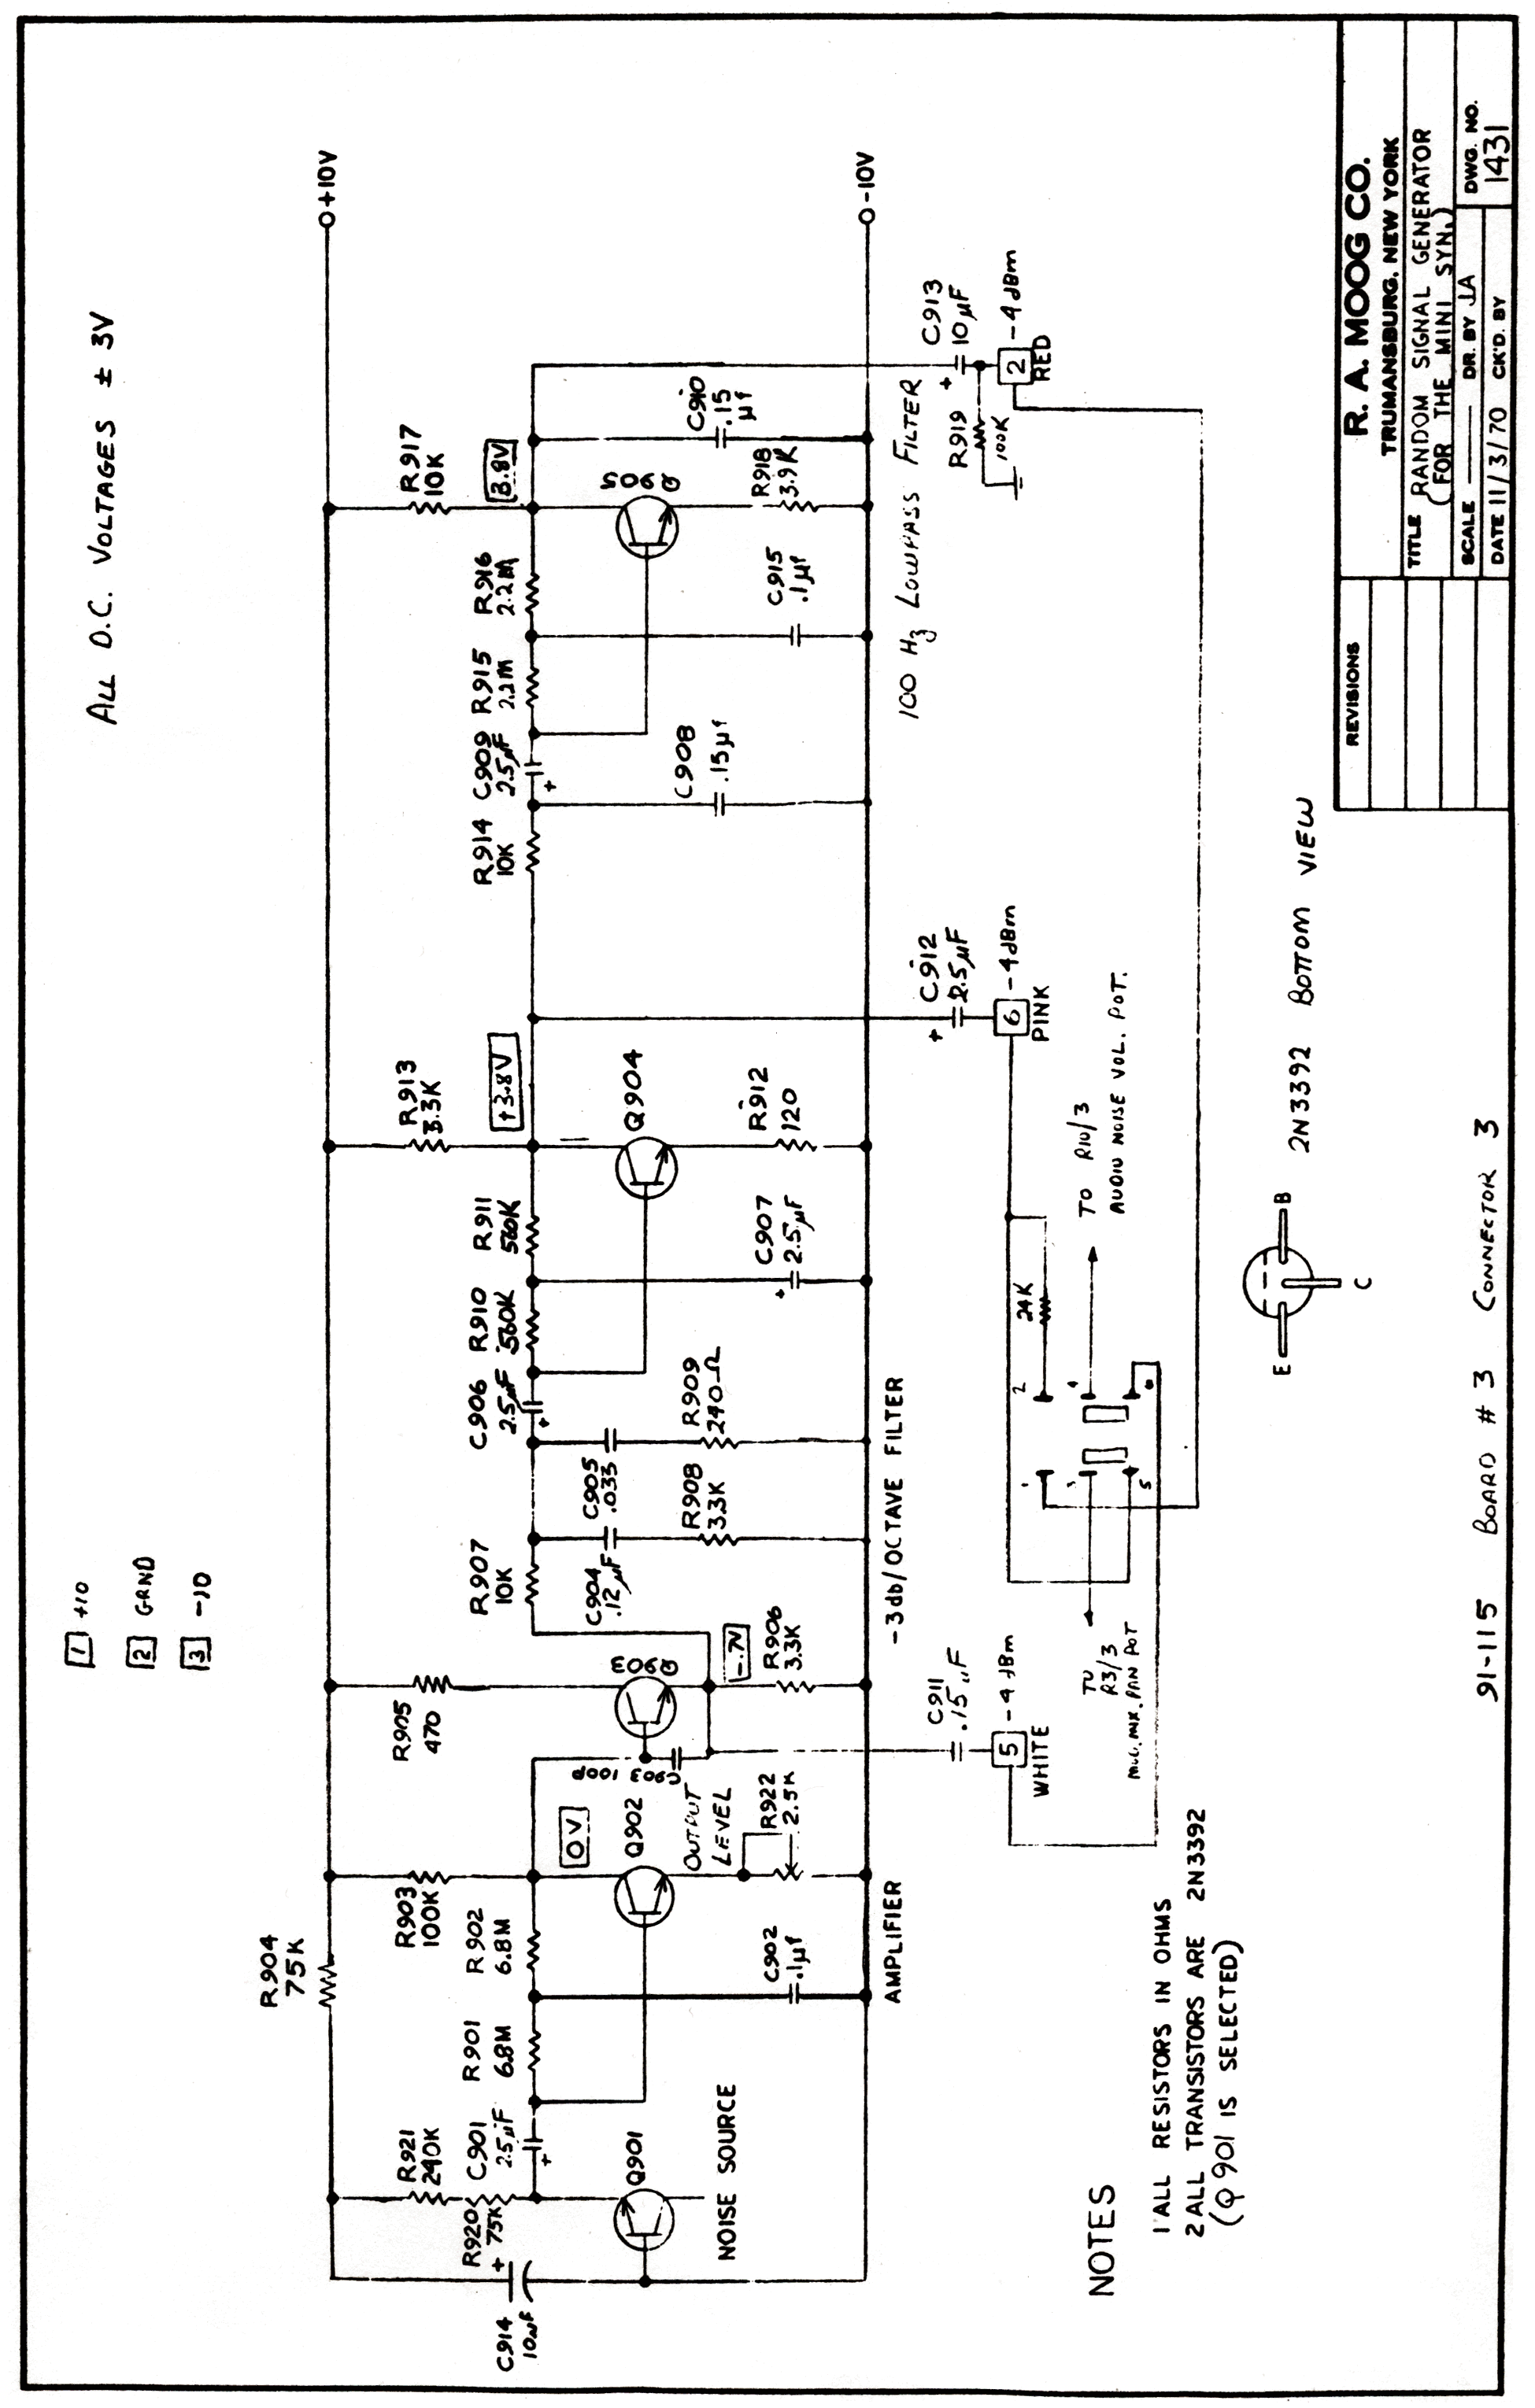 ALL D.C. VOLTAGES ± 3V
1 +10
2 GRND
3 -10
+10V
-10V
R904
75K
C914
R921
240K
R920
75K
+
C901
2.5µF
+
Q901
NOISE SOURCE
R901
6.8M
R902
6.8M
R903
100K
C902
.1µf
0V
Q902
OUTPUT
LEVEL
R922
2.5K
AMPLIFIER
R905
470
Q903
C903 100P
-.7V
R906
3.3K
C911
5 -4dBm
WHITE
R907
10K
C904
.12µF
R908
3.3K
C905
.033
R909
240Ω
-3db/OCTAVE FILTER
C906
2.5µF
+
R910
560K
R911
560K
C907
2.5µF
+
R913
3.3K
+3.8V
Q904
R912
120
C912
2.5µF
+
6 -4dBm
PINK
R914
10K
C908
.15µf
C909
2.5µF
+
R915
2.2M
R916
2.2M
C915
.1µf
R917
10K
3.8V
Q905
R918
3.9K
C910
.15
µf
100 Hz LOWPASS FILTER
R919
100K
C913
10µF
+
2 -4dBm
RED
24K
1
2
3
4
5
TO R10/3
AUDIO NOISE VOL. POT.
TO
R3/3
MOD. MIX. PAN POT
E
B
C
2N3392 BOTTOM VIEW
NOTES
1 ALL RESISTORS IN OHMS
2 ALL TRANSISTORS ARE 2N3392
(Q901 IS SELECTED)
91-115 BOARD # 3 CONNECTOR 3
REVISIONS
R. A. MOOG CO.
TRUMANSBURG, NEW YORK
TITLE RANDOM SIGNAL GENERATOR
(FOR THE MINI SYN.)
SCALE
DR. BY JA
DWG. NO.
1431
DATE 11/3/70 CK'D. BY